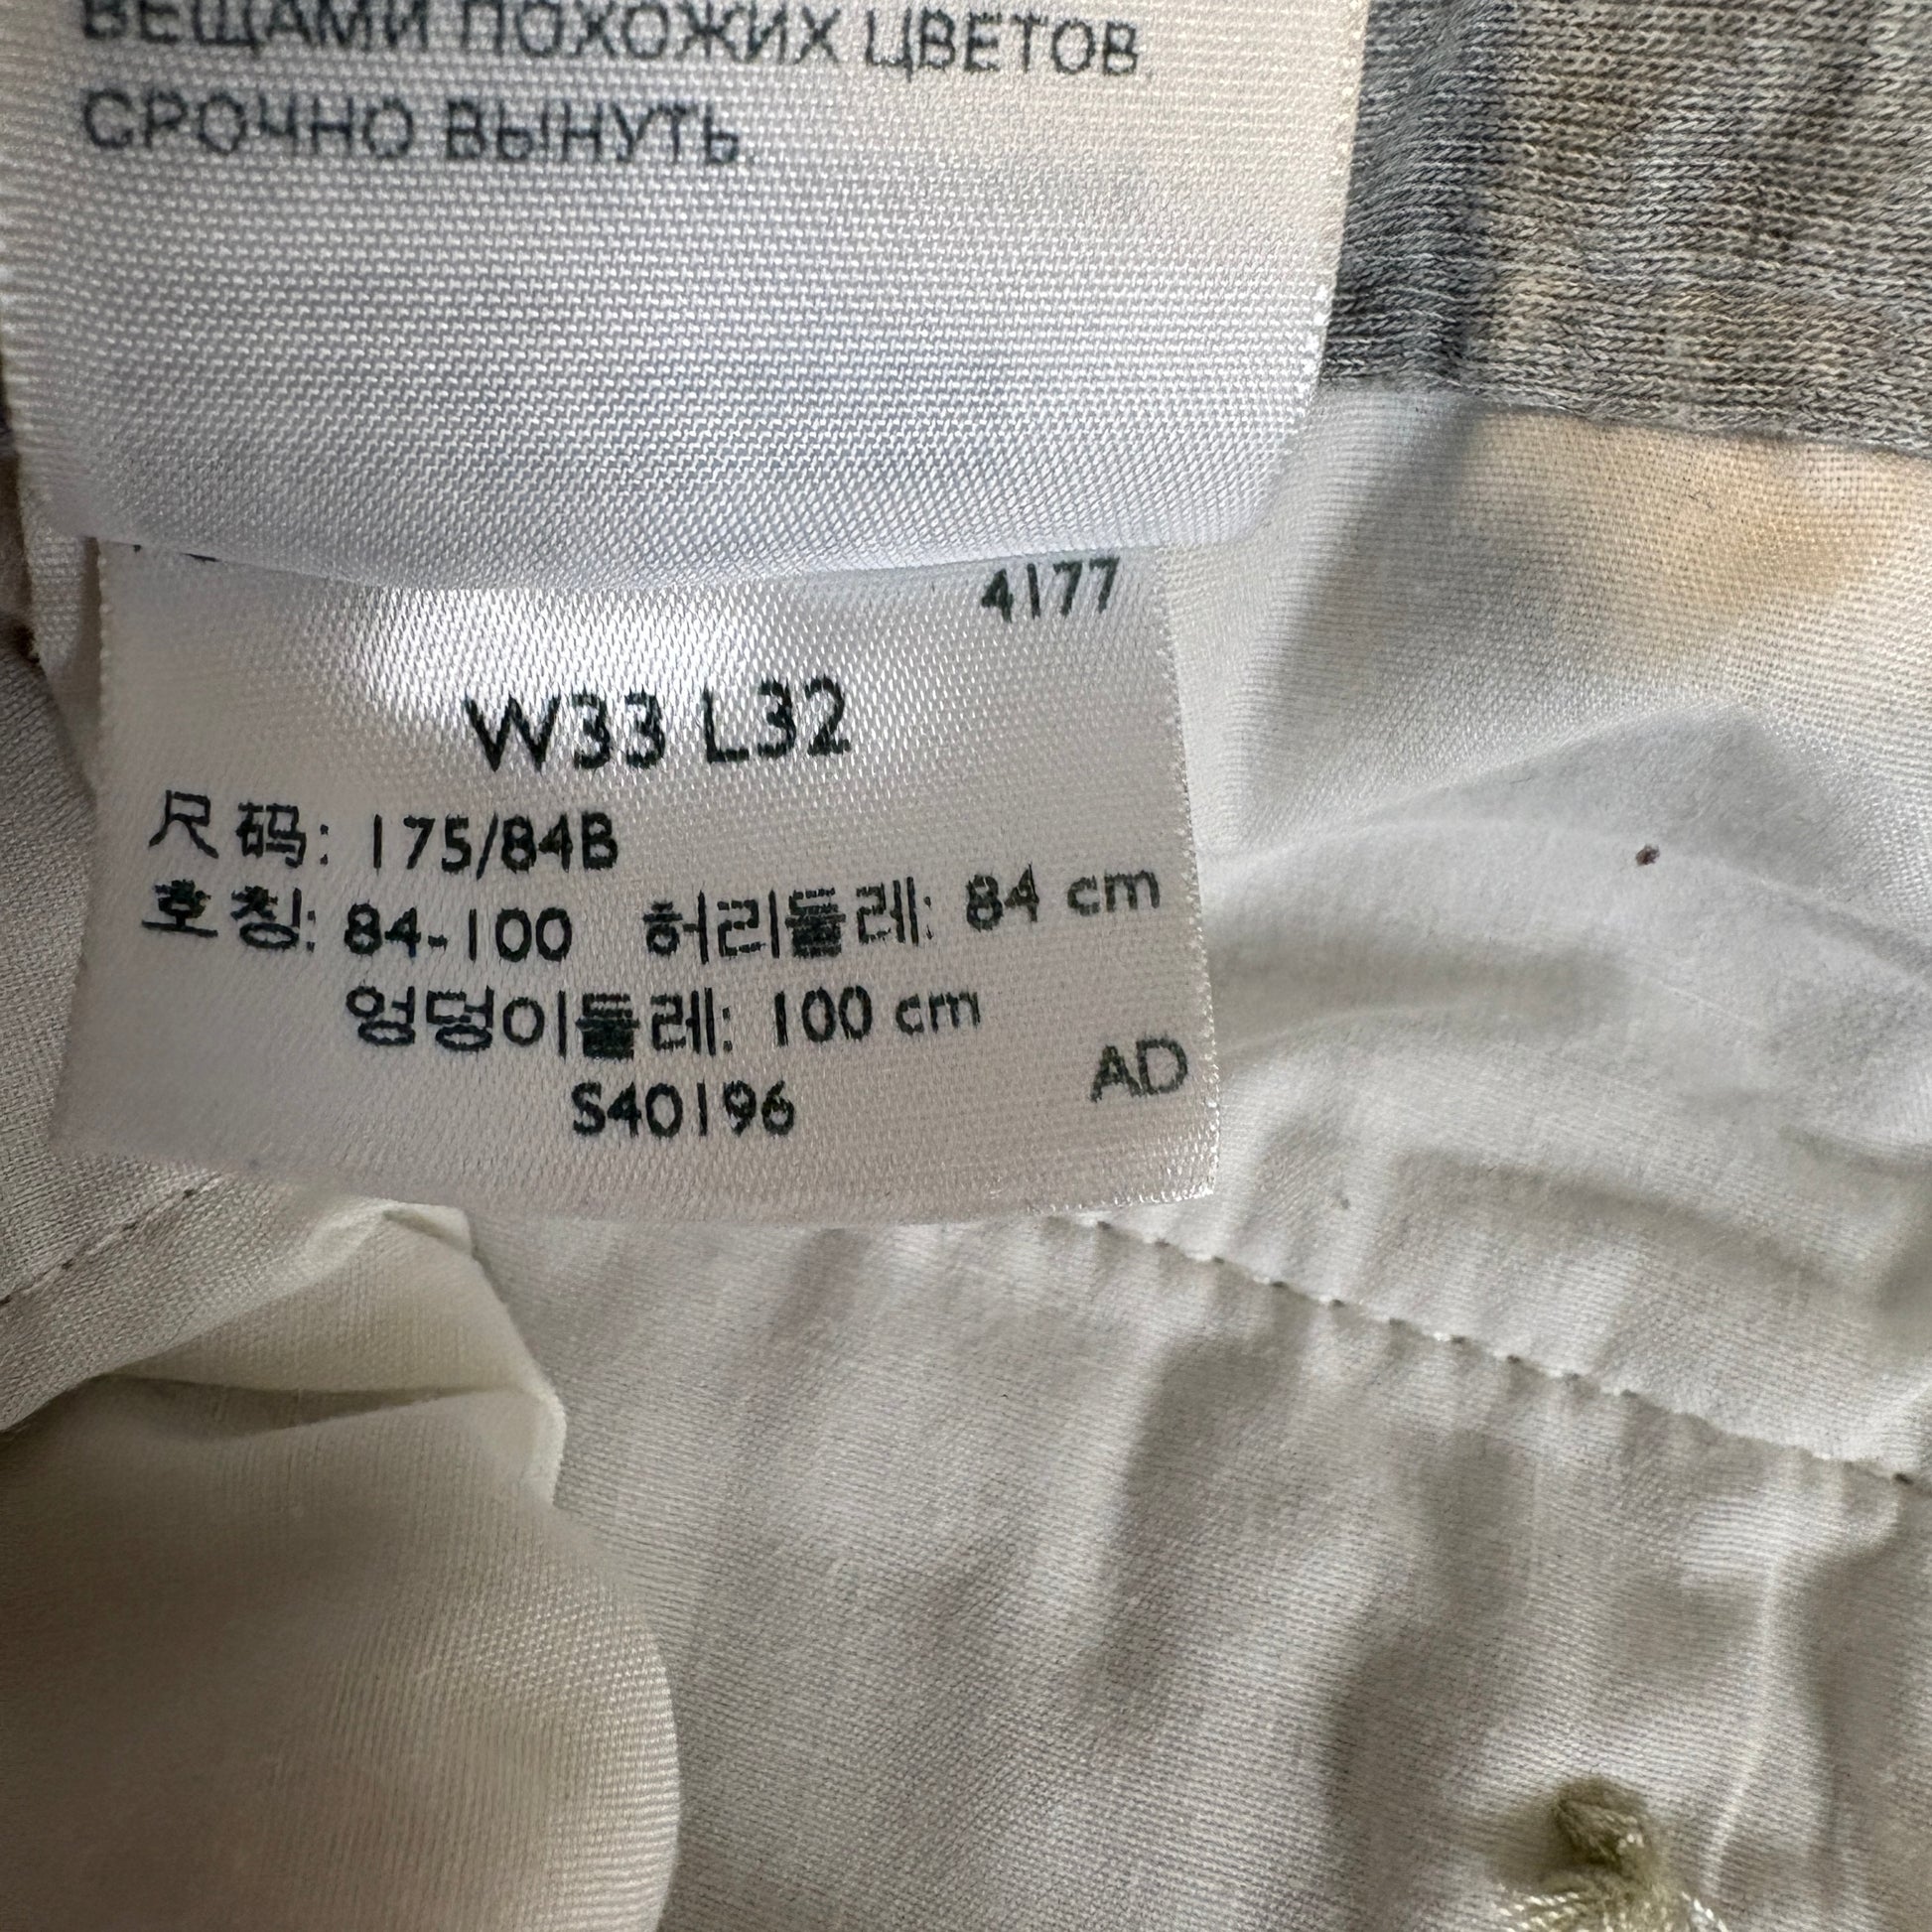 ВЕЩАМИ ПОХОЖИХ ЦВЕТОВ.
СРОЧНО ВЫНУТЬ.
4177
W33 L32
尺码: 175/84B
호칭: 84-100 허리둘레: 84 cm
엉덩이둘레: 100 cm
AD
S40196